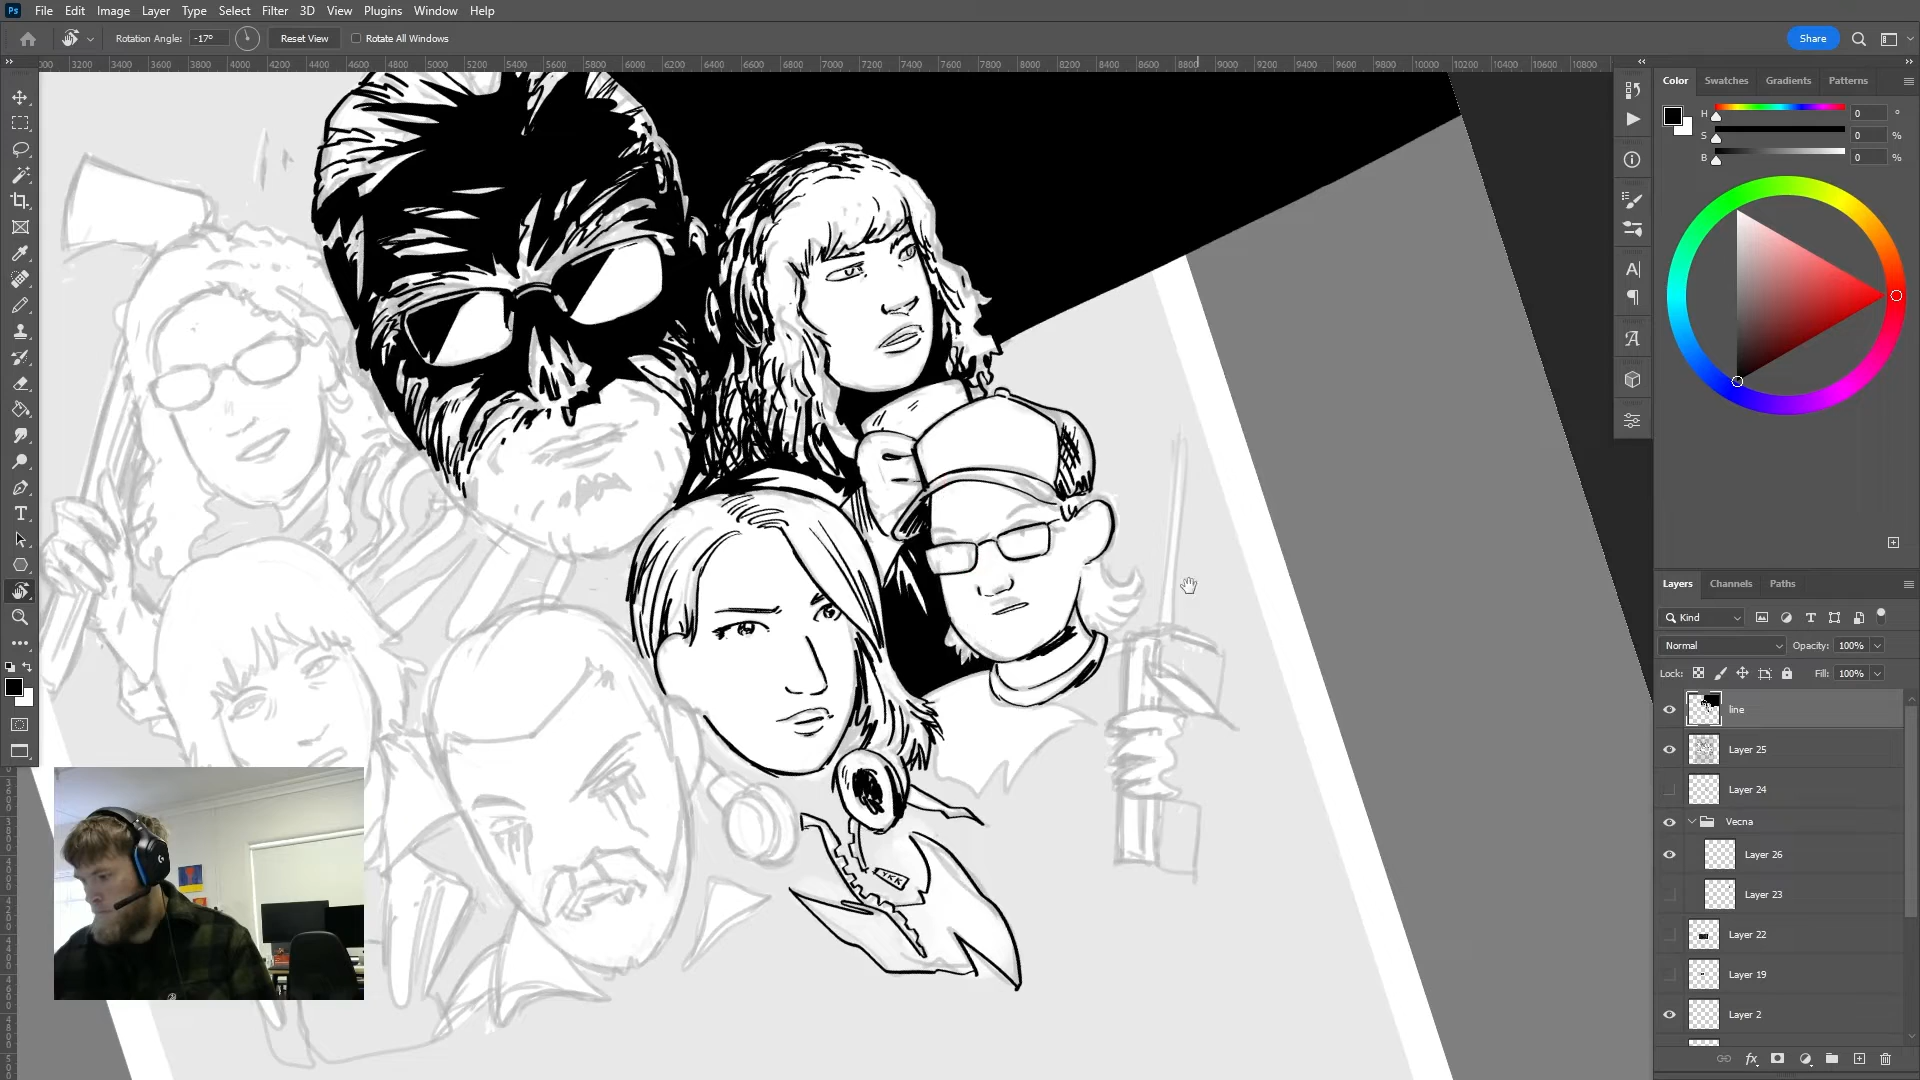 Ps File Edit Image Layer Type Select Filter 3D View Plugins Window Help
Rotation Angle: -17° Reset View Rotate All Windows Share
3200 3400 3600 3800 4000 4200 4400 4600 4800 5000 5200 5400 5600 5800 6000 6200 6400 6600 6800 7000 7200 7400 7600 7800 8000 8200 8400 8600 8800 9000 9200 9400 9600 9800 10000 10200 10400 10600 10800
Color Swatches Gradients Patterns
H 0 °
S 0 %
B 0 %
YKK
Layers Channels Paths
Kind
Normal Opacity: 100%
Lock: Fill: 100%
line
Layer 25
Layer 24
Vecna
Layer 26
Layer 23
Layer 22
Layer 19
Layer 2
fx